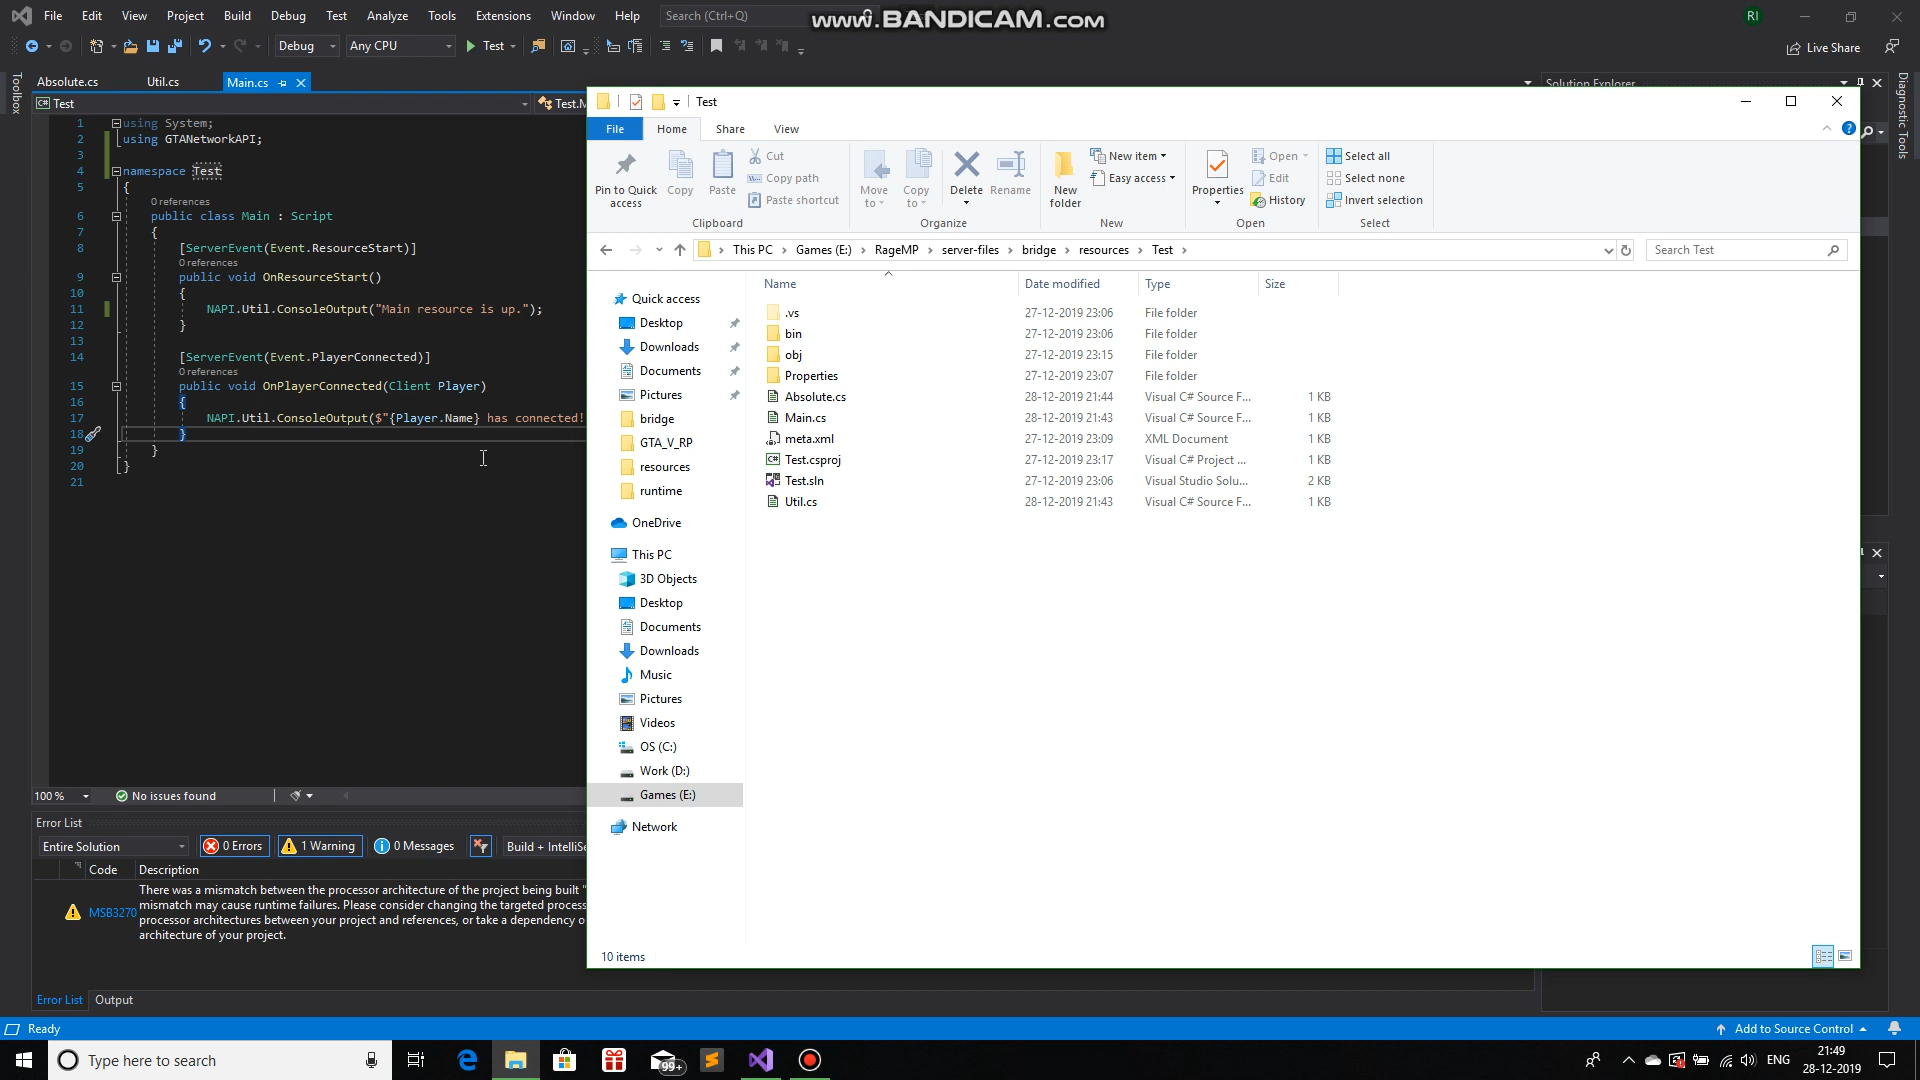 File Edit View Project Build Debug Test Analyze Tools Extensions Window Help Search (Ctrl+Q)
www.BANDICAM.com
RI
Debug Any CPU Test
Live Share
Toolbox
Absolute.cs Util.cs Main.cs
Solution Explorer
Diagnostic Tools
Test Test.M
1 using System;
2 using GTANetworkAPI;
3
4 namespace Test
5 {
0 references
6 public class Main : Script
7 {
8 [ServerEvent(Event.ResourceStart)]
0 references
9 public void OnResourceStart()
10 {
11 NAPI.Util.ConsoleOutput("Main resource is up.");
12 }
13
14 [ServerEvent(Event.PlayerConnected)]
0 references
15 public void OnPlayerConnected(Client Player)
16 {
17 NAPI.Util.ConsoleOutput($"{Player.Name} has connected!
18 }
19 }
20 }
21
100 % No issues found
Error List
Entire Solution 0 Errors 1 Warning 0 Messages Build + IntelliSe
Code Description
MSB3270
There was a mismatch between the processor architecture of the project being built "
mismatch may cause runtime failures. Please consider changing the targeted process
processor architectures between your project and references, or take a dependency o
architecture of your project.
Error List Output
Ready
Add to Source Control
Test
File Home Share View
Pin to Quick access
Copy
Paste
Cut
Copy path
Paste shortcut
Clipboard
Move to
Copy to
Delete
Rename
Organize
New folder
New item
Easy access
New
Properties
Open
Edit
History
Open
Select all
Select none
Invert selection
Select
This PC Games (E:) RageMP server-files bridge resources Test
Search Test
Name Date modified Type Size
.vs 27-12-2019 23:06 File folder
bin 27-12-2019 23:06 File folder
obj 27-12-2019 23:15 File folder
Properties 27-12-2019 23:07 File folder
Absolute.cs 28-12-2019 21:44 Visual C# Source F... 1 KB
Main.cs 28-12-2019 21:43 Visual C# Source F... 1 KB
meta.xml 27-12-2019 23:09 XML Document 1 KB
Test.csproj 27-12-2019 23:17 Visual C# Project ... 1 KB
Test.sln 27-12-2019 23:06 Visual Studio Solu... 2 KB
Util.cs 28-12-2019 21:43 Visual C# Source F... 1 KB
Quick access
Desktop
Downloads
Documents
Pictures
bridge
GTA_V_RP
resources
runtime
OneDrive
This PC
3D Objects
Desktop
Documents
Downloads
Music
Pictures
Videos
OS (C:)
Work (D:)
Games (E:)
Network
10 items
Type here to search
99+
ENG
21:49
28-12-2019